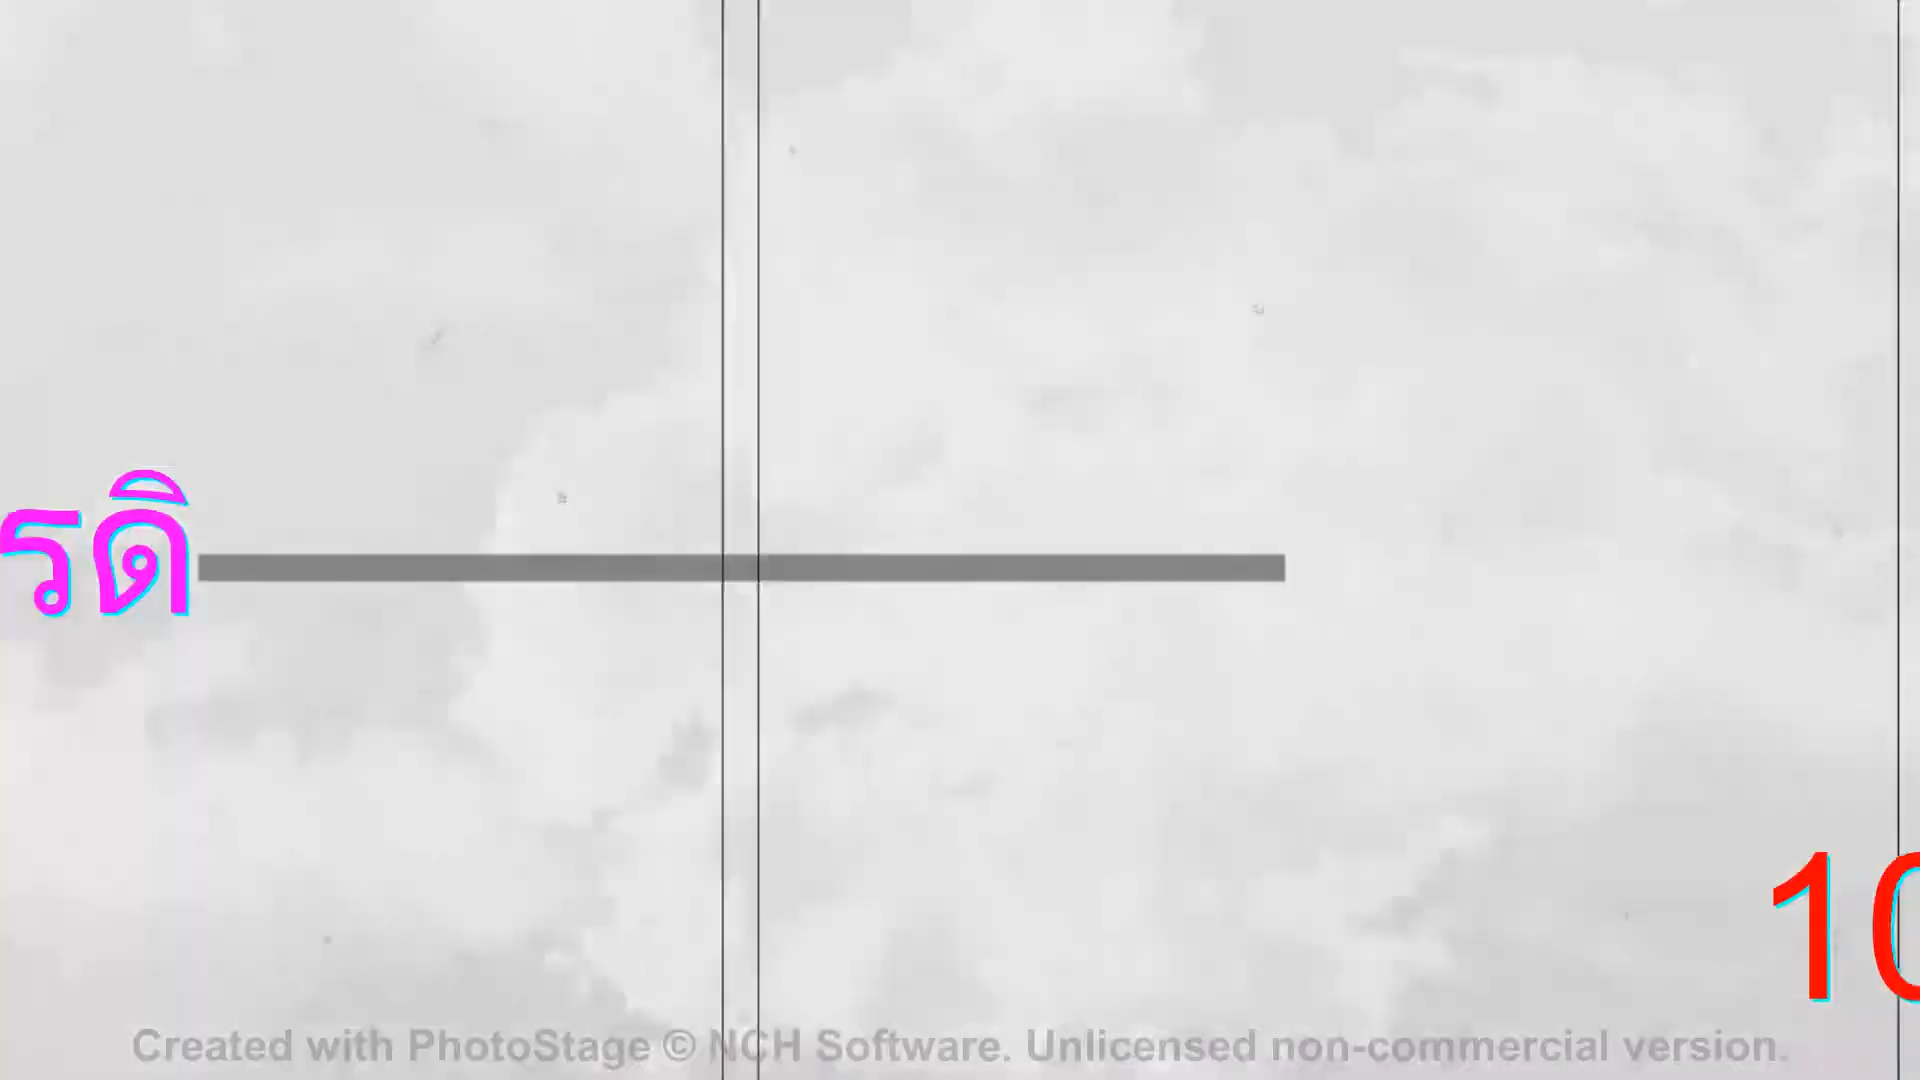 รดิ
10
Created with PhotoStage © NCH Software. Unlicensed non-commercial version.